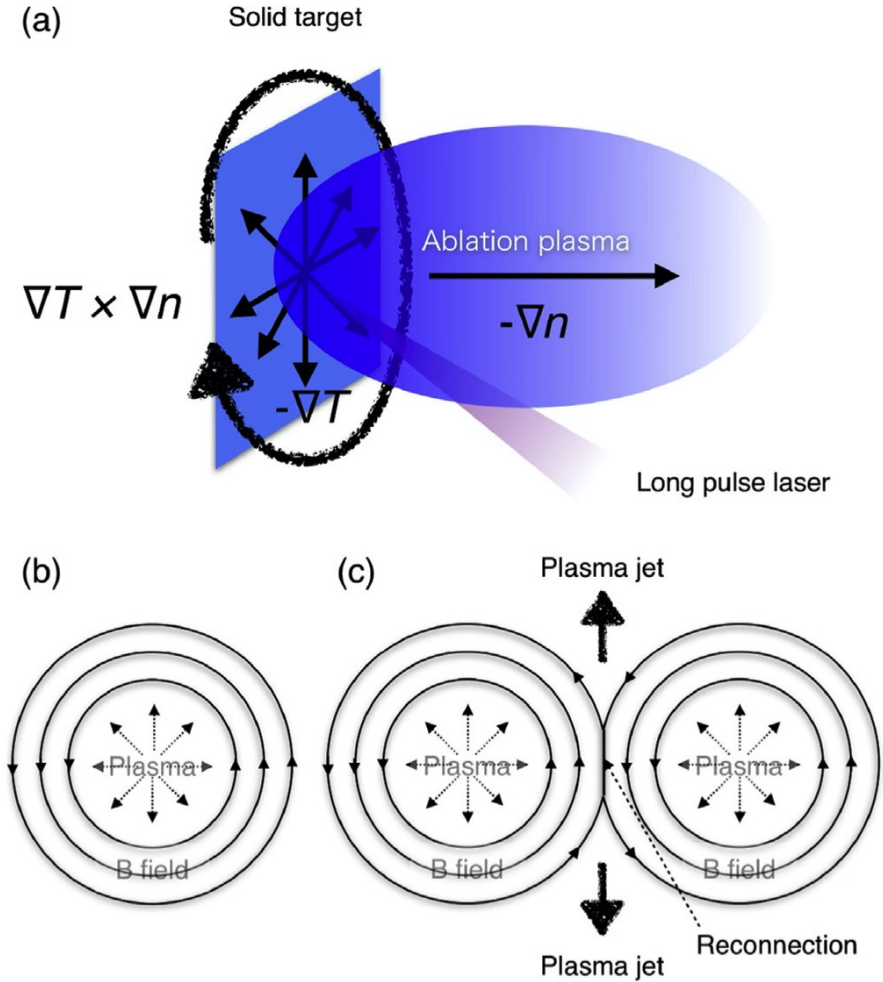 (a)
Solid target
Ablation plasma
∇T × ∇n
-∇n
-∇T
Long pulse laser
(b)
(c)
Plasma jet
Plasma
Plasma
Plasma
B field
B field
B field
Reconnection
Plasma jet